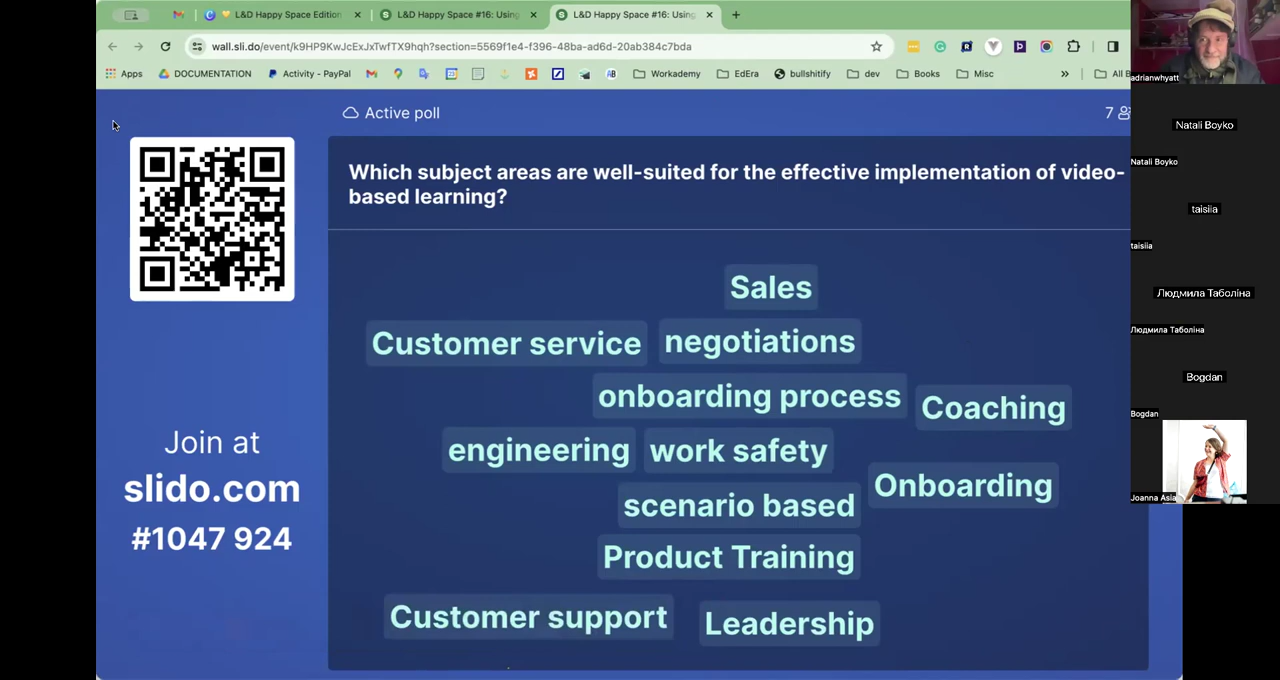 L&D Happy Space Edition
L&D Happy Space #16: Using
L&D Happy Space #16: Using
wall.sli.do/event/k9HP9KwJcExJxTwfTX9hqh?section=5569f1e4-f396-48ba-ad6d-20ab384c7bda
Apps
DOCUMENTATION
Activity - PayPal
Workademy
EdEra
bullshitify
dev
Books
Misc
»
All B
Active poll
7
Which subject areas are well-suited for the effective implementation of video-
based learning?
Sales
Customer service
negotiations
onboarding process
Coaching
engineering
work safety
Onboarding
scenario based
Product Training
Customer support
Leadership
Join at
slido.com
#1047 924
adrianwhyatt
Natali Boyko
Natali Boyko
taisiia
taisiia
Людмила Таболіна
Людмила Таболіна
Bogdan
Bogdan
Joanna Asia